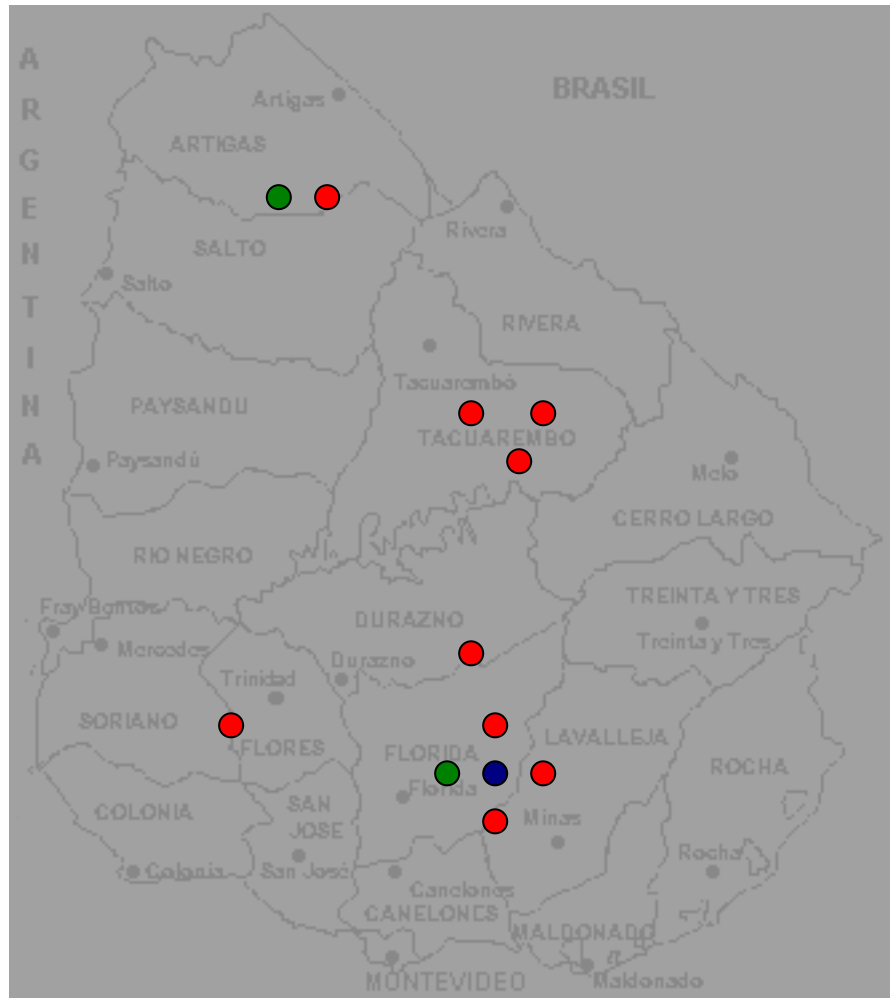 ARGENTINA
BRASIL
Artigas
ARTIGAS
Rivera
SALTO
Salto
RIVERA
Tacuarembó
PAYSANDU
TACUAREMBO
Paysandú
Melo
CERRO LARGO
RIO NEGRO
TREINTA Y TRES
Fray Bentos
DURAZNO
Treinta y Tres
Mercedes
Durazno
Trinidad
SORIANO
LAVALLEJA
FLORES
FLORIDA
ROCHA
Florida
COLONIA
SAN
JOSE
Minas
Rocha
Colonia
San José
Canelones
CANELONES
MALDONADO
MONTEVIDEO
Maldonado